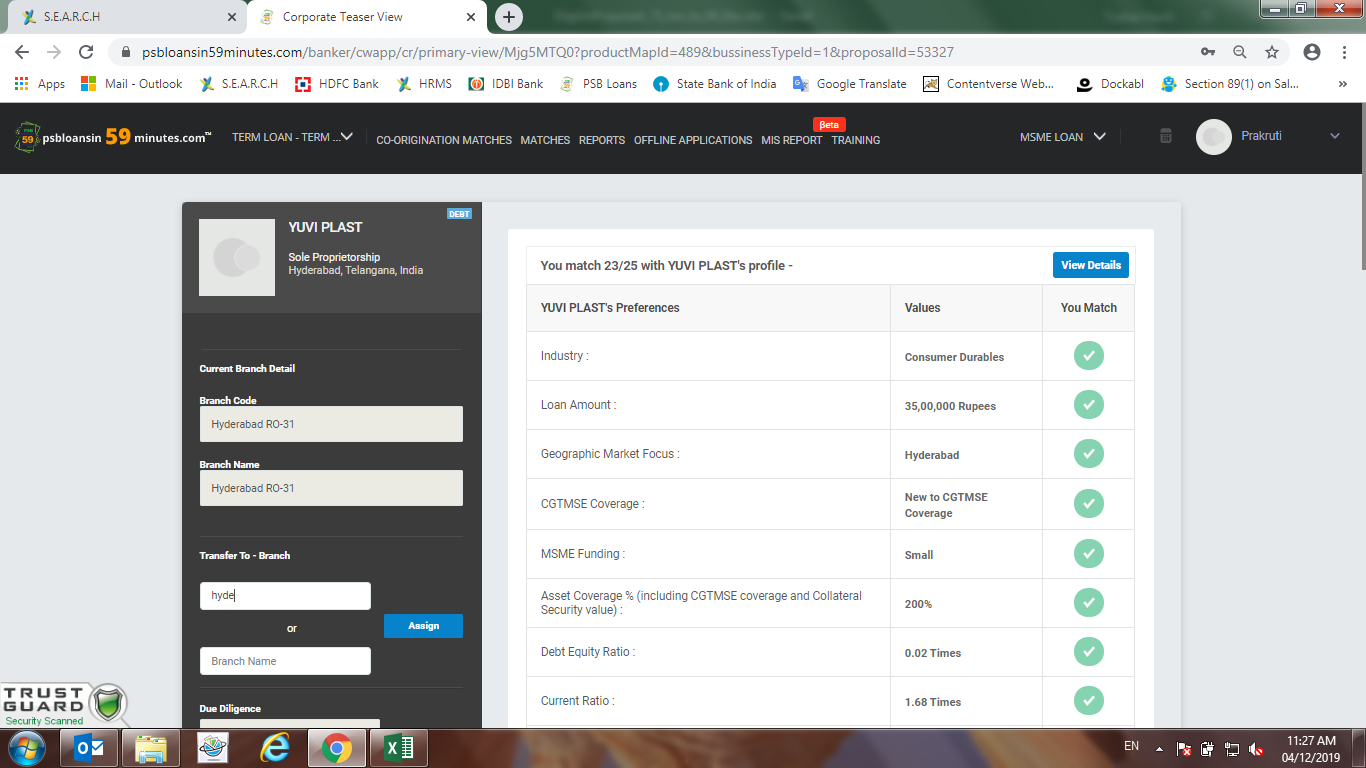 S.E.A.R.C.H
Corporate Teaser View
psbloansin59minutes.com/banker/cwapp/cr/primary-view/Mjg5MTQ0?productMapId=489&bussinessTypeId=1&proposalId=53327
Apps Mail - Outlook S.E.A.R.C.H HDFC Bank HRMS IDBI Bank PSB Loans State Bank of India Google Translate Contentverse Web... Dockabl Section 89(1) on Sal... »
psbloansin 59 minutes.com™ TERM LOAN - TERM ... CO-ORIGINATION MATCHES MATCHES REPORTS OFFLINE APPLICATIONS MIS REPORT βeta TRAINING MSME LOAN Prakruti
DEBT
YUVI PLAST
Sole Proprietorship
Hyderabad, Telangana, India
Current Branch Detail
Branch Code
Hyderabad RO-31
Branch Name
Hyderabad RO-31
Transfer To - Branch
hyde
or
Assign
Branch Name
Due Diligence
You match 23/25 with YUVI PLAST's profile -
View Details
YUVI PLAST's Preferences Values You Match
Industry : Consumer Durables
Loan Amount : 35,00,000 Rupees
Geographic Market Focus : Hyderabad
CGTMSE Coverage : New to CGTMSE
Coverage
MSME Funding : Small
Asset Coverage % (including CGTMSE coverage and Collateral
Security value) : 200%
Debt Equity Ratio : 0.02 Times
Current Ratio : 1.68 Times
TRUST
GUARD
Security Scanned
EN
11:27 AM
04/12/2019